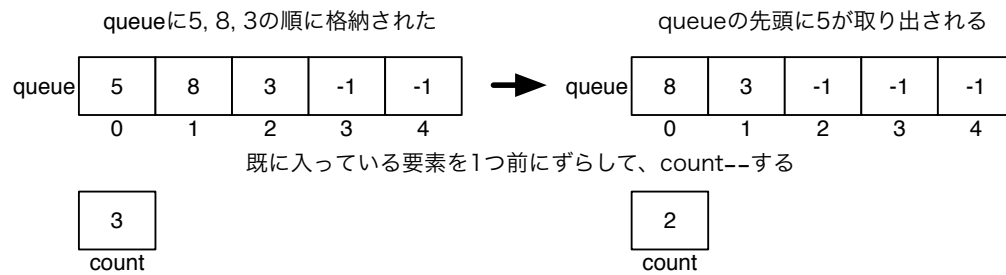 queueに5, 8, 3の順に格納された
queueの先頭に5が取り出される
queue 5 8 3 -1 -1
0 1 2 3 4
queue 8 3 -1 -1 -1
0 1 2 3 4
既に入っている要素を1つ前にずらして、count--する
3
count
2
count